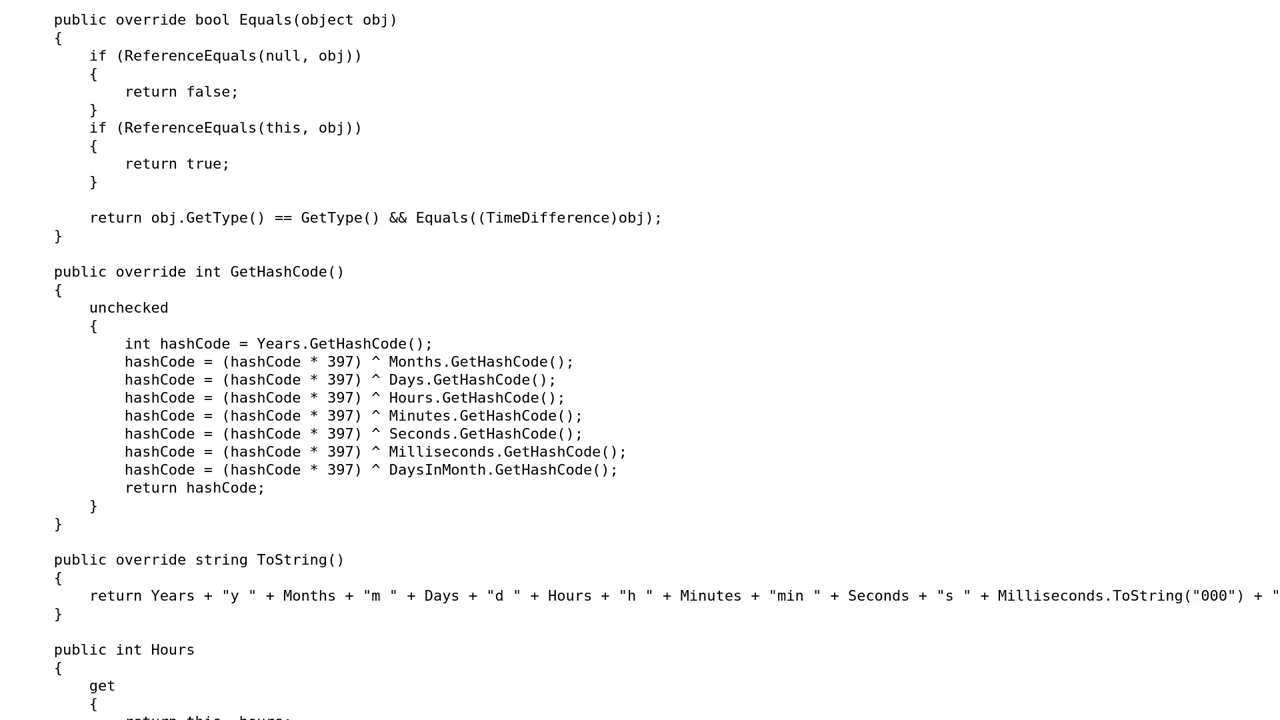 public override bool Equals(object obj)
{
    if (ReferenceEquals(null, obj))
    {
        return false;
    }
    if (ReferenceEquals(this, obj))
    {
        return true;
    }

    return obj.GetType() == GetType() && Equals((TimeDifference)obj);
}

public override int GetHashCode()
{
    unchecked
    {
        int hashCode = Years.GetHashCode();
        hashCode = (hashCode * 397) ^ Months.GetHashCode();
        hashCode = (hashCode * 397) ^ Days.GetHashCode();
        hashCode = (hashCode * 397) ^ Hours.GetHashCode();
        hashCode = (hashCode * 397) ^ Minutes.GetHashCode();
        hashCode = (hashCode * 397) ^ Seconds.GetHashCode();
        hashCode = (hashCode * 397) ^ Milliseconds.GetHashCode();
        hashCode = (hashCode * 397) ^ DaysInMonth.GetHashCode();
        return hashCode;
    }
}

public override string ToString()
{
    return Years + "y " + Months + "m " + Days + "d " + Hours + "h " + Minutes + "min " + Seconds + "s " + Milliseconds.ToString("000") + "
}

public int Hours
{
    get
    {
        return this._hours;